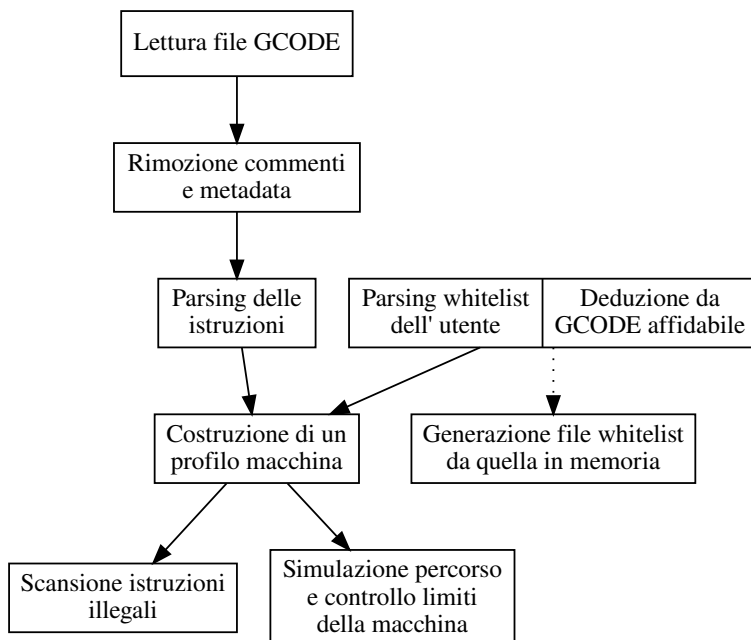 Lettura file GCODE
Rimozione commenti
e metadata
Parsing delle
istruzioni
Parsing whitelist
dell' utente
Deduzione da
GCODE affidabile
Costruzione di un
profilo macchina
Generazione file whitelist
da quella in memoria
Scansione istruzioni
illegali
Simulazione percorso
e controllo limiti
della macchina